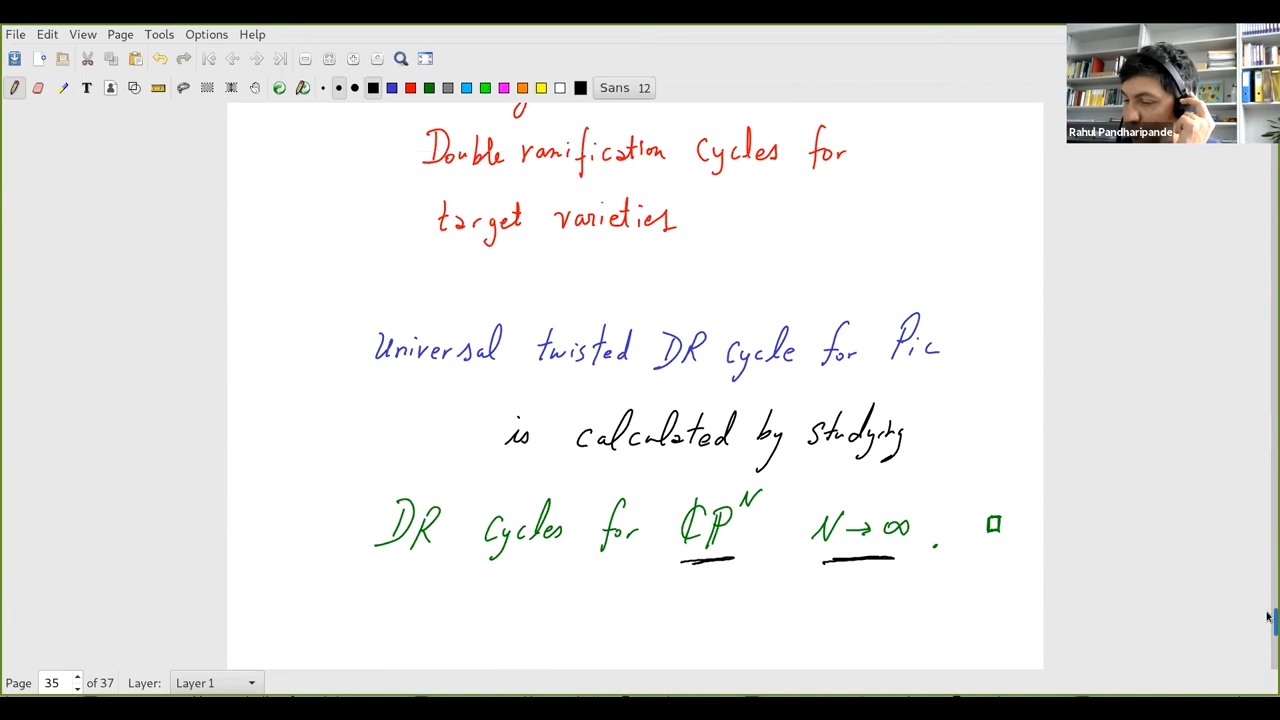 File Edit View Page Tools Options Help
Sans 12
Rahul Pandharipande
Double ramification cycles for
target varieties
Universal twisted DR cycle for Pic
is calculated by studying
DR cycles for ℂℙ^N N → ∞ .
Page 35 of 37 Layer: Layer 1